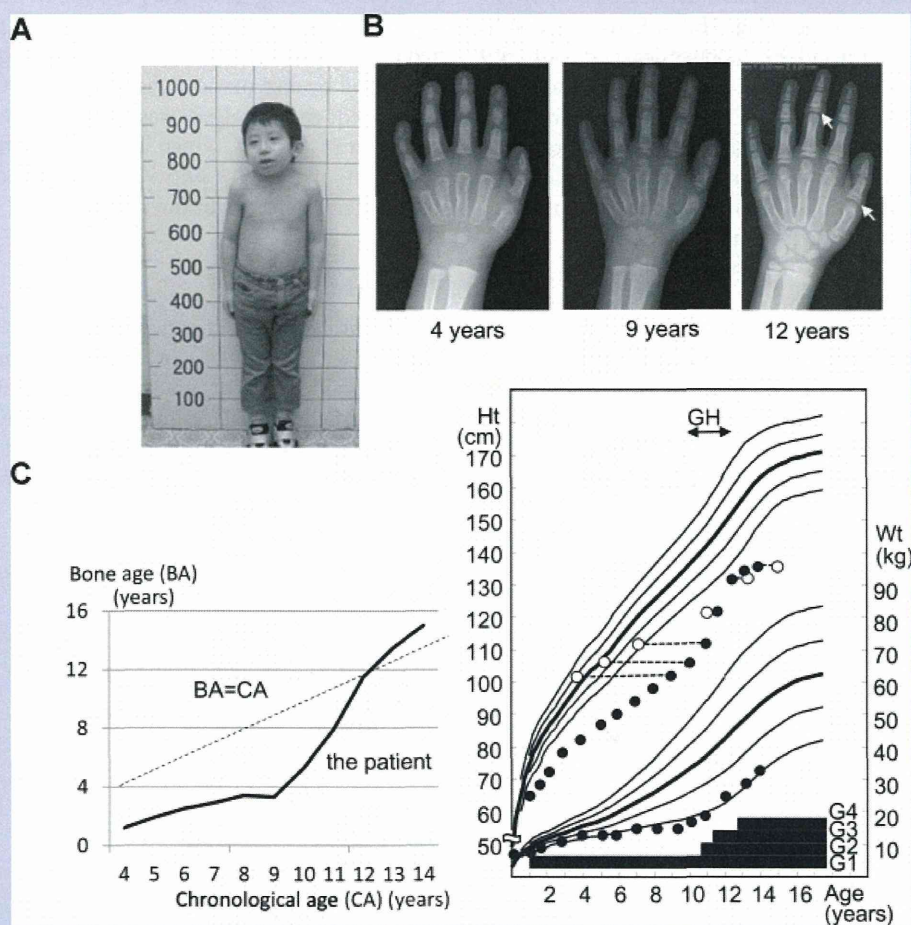 A
1000
900
800
700
600
500
400
300
200
100
B
4 years
9 years
12 years
C
Bone age (BA)
(years)
16
12
8
4
0
BA=CA
the patient
4 5 6 7 8 9 10 11 12 13 14
Chronological age (CA) (years)
Ht
(cm)
GH
170
160
150
140
130
120
110
100
90
80
70
60
50
Wt
(kg)
90
80
70
60
50
40
30
20
10
G4
G3
G2
G1
2 4 6 8 10 12 14 16 Age
(years)